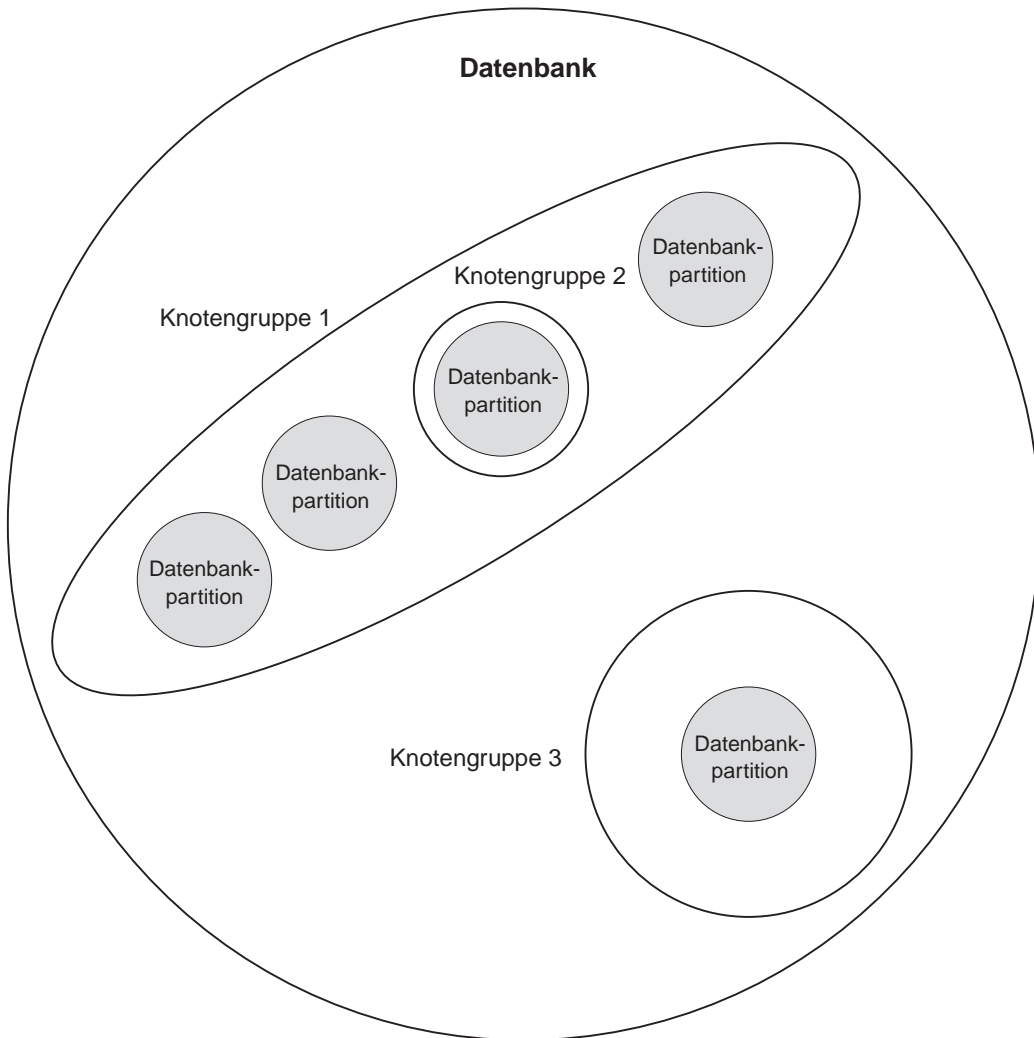 Datenbank
Datenbank-
partition
Knotengruppe 2
Knotengruppe 1
Datenbank-
partition
Datenbank-
partition
Datenbank-
partition
Knotengruppe 3
Datenbank-
partition